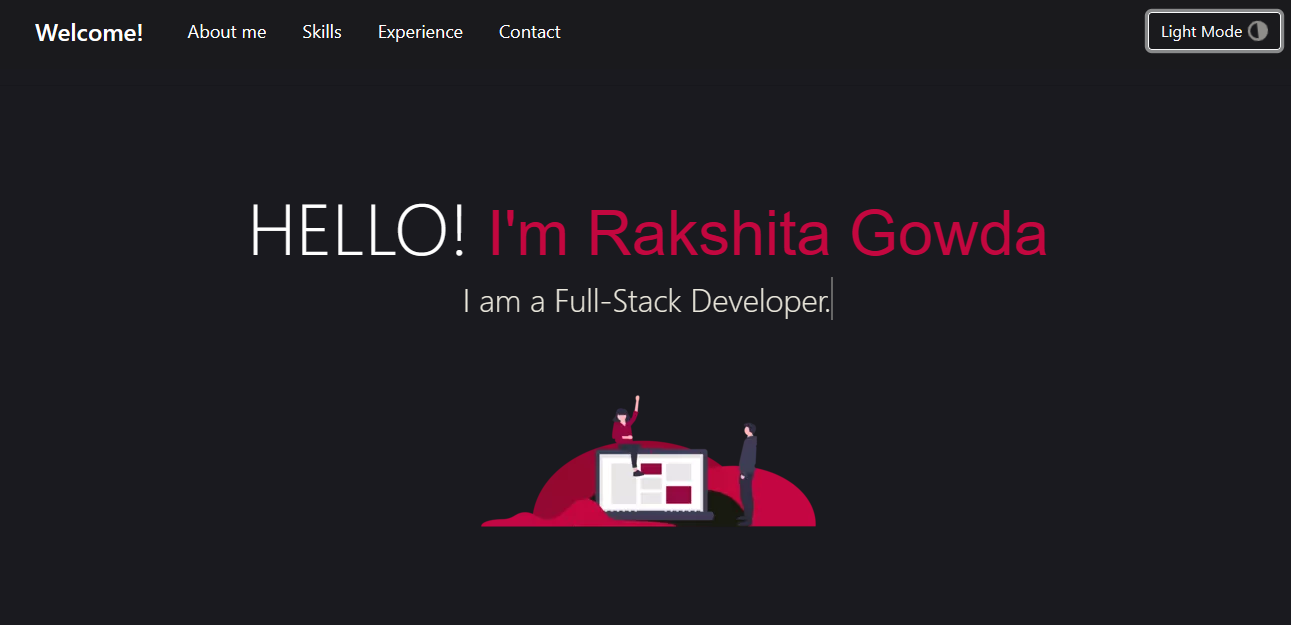 Welcome! About me Skills Experience Contact Light Mode
HELLO! I'm Rakshita Gowda
I am a Full-Stack Developer.